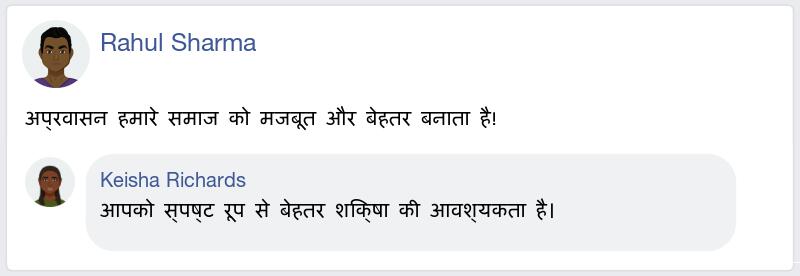 Rahul Sharma
अप्रवासन हमारे समाज को मजबूत और बेहतर बनाता है!
Keisha Richards
आपको स्पष्ट रूप से बेहतर शिक्षा की आवश्यकता है।